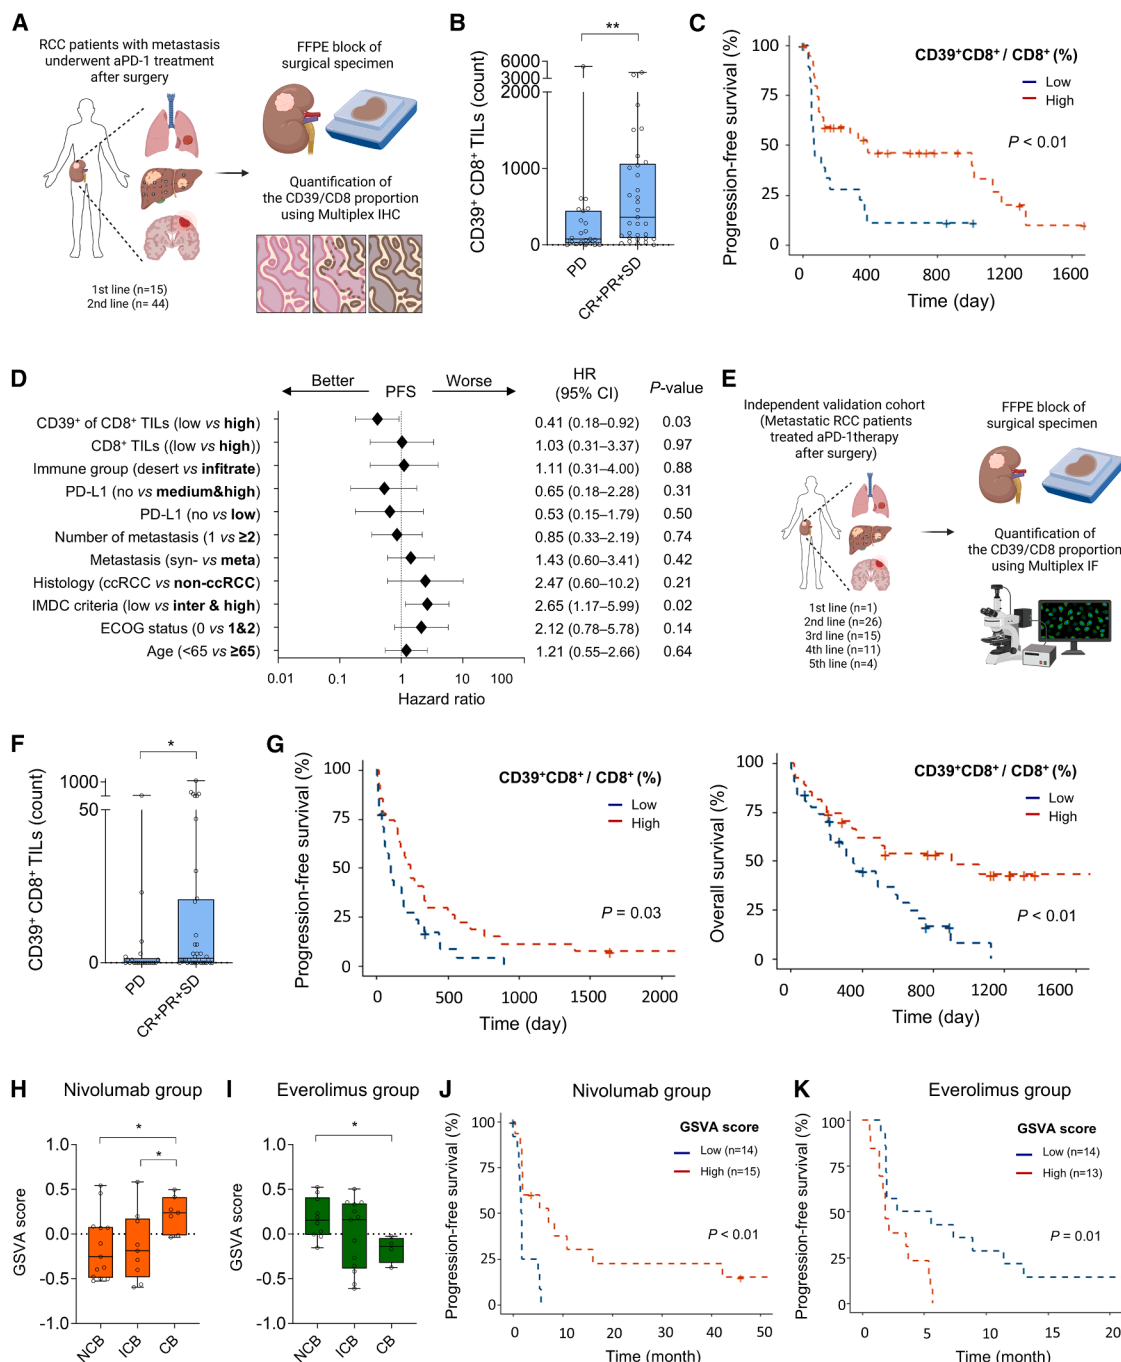 A
RCC patients with metastasis
underwent aPD-1 treatment
after surgery
1st line (n=15)
2nd line (n= 44)
FFPE block of
surgical specimen
Quantification of
the CD39/CD8 proportion
using Multiplex IHC
B
CD39⁺ CD8⁺ TILs (count)
**
6000
3000
2000
1000
0
PD
CR+PR+SD
C
Progression-free survival (%)
CD39⁺CD8⁺ / CD8⁺ (%)
Low
High
P < 0.01
100
75
50
25
0
0 400 800 1200 1600
Time (day)
D
Better PFS Worse
HR
(95% CI)
P-value
CD39⁺ of CD8⁺ TILs (low vs high) 0.41 (0.18–0.92) 0.03
CD8⁺ TILs ((low vs high)) 1.03 (0.31–3.37) 0.97
Immune group (desert vs infitrate) 1.11 (0.31–4.00) 0.88
PD-L1 (no vs medium&high) 0.65 (0.18–2.28) 0.31
PD-L1 (no vs low) 0.53 (0.15–1.79) 0.50
Number of metastasis (1 vs ≥2) 0.85 (0.33–2.19) 0.74
Metastasis (syn- vs meta) 1.43 (0.60–3.41) 0.42
Histology (ccRCC vs non-ccRCC) 2.47 (0.60–10.2) 0.21
IMDC criteria (low vs inter & high) 2.65 (1.17–5.99) 0.02
ECOG status (0 vs 1&2) 2.12 (0.78–5.78) 0.14
Age (<65 vs ≥65) 1.21 (0.55–2.66) 0.64
0.01 0.1 1 10 100
Hazard ratio
E
Independent validation cohort
(Metastatic RCC patients
treated aPD-1therapy
after surgery)
1st line (n=1)
2nd line (n=26)
3rd line (n=15)
4th line (n=11)
5th line (n=4)
FFPE block of
surgical specimen
Quantification of
the CD39/CD8 proportion
using Multiplex IF
F
CD39⁺ CD8⁺ TILs (count)
*
1000
50
0
PD
CR+PR+SD
G
Progression-free survival (%)
CD39⁺CD8⁺ / CD8⁺ (%)
Low
High
P = 0.03
100
75
50
25
0
0 500 1000 1500 2000
Time (day)
Overall survival (%)
CD39⁺CD8⁺ / CD8⁺ (%)
Low
High
P < 0.01
100
75
50
25
0
0 400 800 1200 1600
Time (day)
H
Nivolumab group
GSVA score
*
*
1.0
0.5
0.0
-0.5
-1.0
NCB
ICB
CB
I
Everolimus group
GSVA score
*
1.0
0.5
0.0
-0.5
-1.0
NCB
ICB
CB
J
Nivolumab group
Progression-free survival (%)
GSVA score
Low (n=14)
High (n=15)
P < 0.01
100
75
50
25
0
0 10 20 30 40 50
Time (month)
K
Everolimus group
Progression-free survival (%)
GSVA score
Low (n=14)
High (n=13)
P = 0.01
100
75
50
25
0
0 5 10 15 20
Time (month)